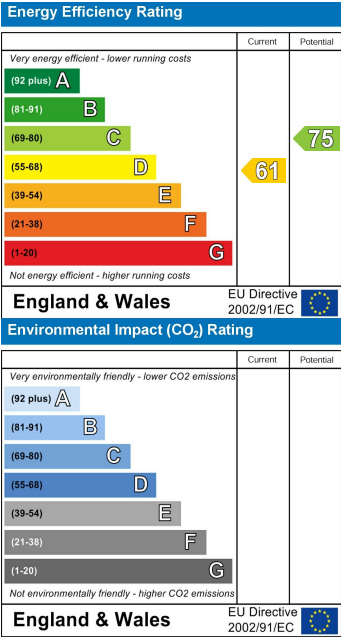 Energy Efficiency Rating
Current Potential
Very energy efficient - lower running costs
(92 plus) A
(81-91) B
(69-80) C 75
(55-68) D 61
(39-54) E
(21-38) F
(1-20) G
Not energy efficient - higher running costs
England & Wales EU Directive 2002/91/EC
Environmental Impact (CO₂) Rating
Current Potential
Very environmentally friendly - lower CO2 emissions
(92 plus) A
(81-91) B
(69-80) C
(55-68) D
(39-54) E
(21-38) F
(1-20) G
Not environmentally friendly - higher CO2 emissions
England & Wales EU Directive 2002/91/EC